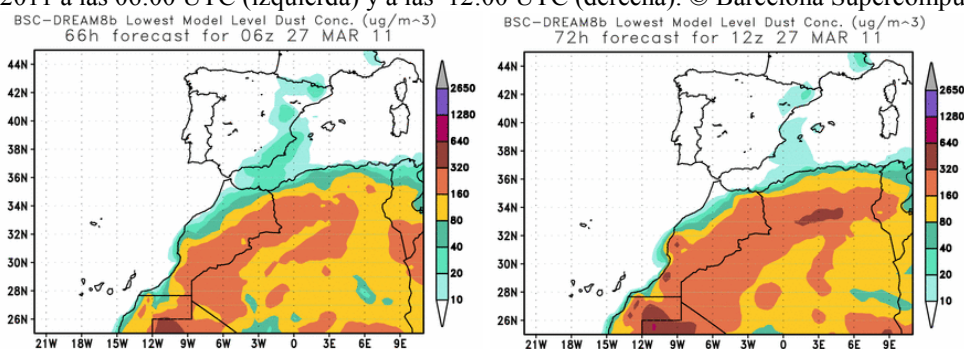 2011 a las 06:00 UTC (izquierda) y a las 12:00 UTC (derecha). © Barcelona Supercompu
BSC-DREAM8b Lowest Model Level Dust Conc. (ug/m^3)
66h forecast for 06z 27 MAR 11
44N
42N
40N
38N
36N
34N
32N
30N
28N
26N
21W 18W 15W 12W 9W 6W 3W 0 3E 6E 9E
2650
1280
640
320
160
80
40
20
10
BSC-DREAM8b Lowest Model Level Dust Conc. (ug/m^3)
72h forecast for 12z 27 MAR 11
44N
42N
40N
38N
36N
34N
32N
30N
28N
26N
21W 18W 15W 12W 9W 6W 3W 0 3E 6E 9E
2650
1280
640
320
160
80
40
20
10